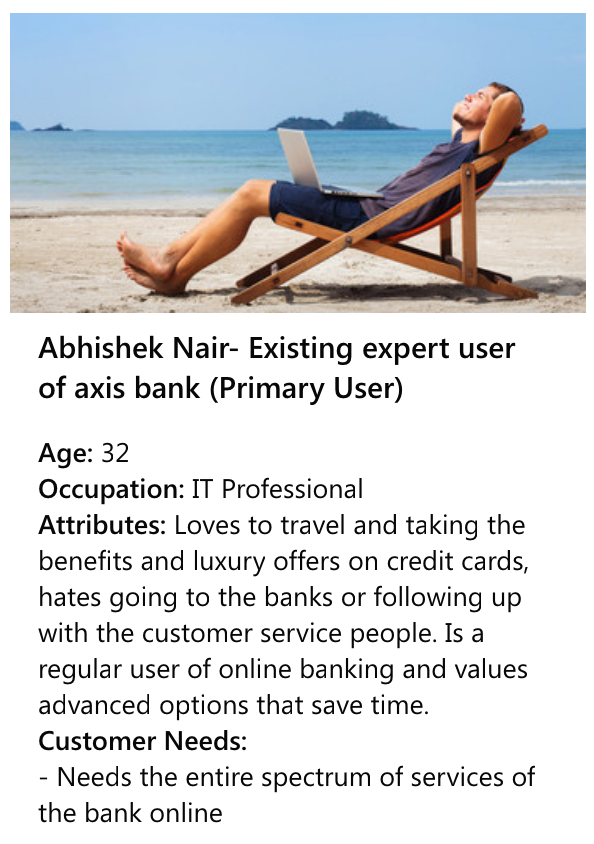 Abhishek Nair- Existing expert user
of axis bank (Primary User)
Age: 32
Occupation: IT Professional
Attributes: Loves to travel and taking the
benefits and luxury offers on credit cards,
hates going to the banks or following up
with the customer service people. Is a
regular user of online banking and values
advanced options that save time.
Customer Needs:
- Needs the entire spectrum of services of
the bank online